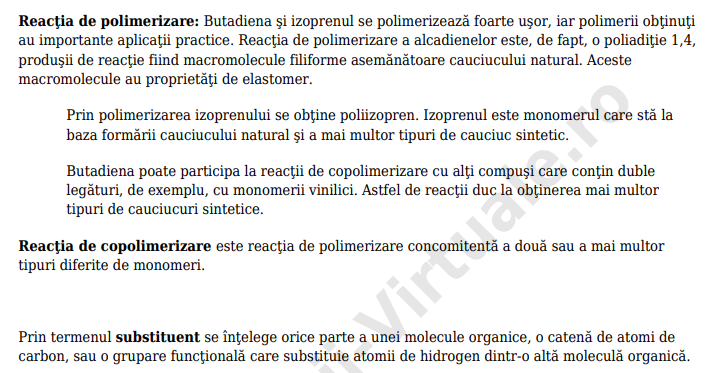 Reacţia de polimerizare: Butadiena şi izoprenul se polimerizează foarte uşor, iar polimerii obţinuţi
au importante aplicaţii practice. Reacţia de polimerizare a alcadienelor este, de fapt, o poliadiţie 1,4,
produşii de reacţie fiind macromolecule filiforme asemănătoare cauciucului natural. Aceste
macromolecule au proprietăţi de elastomer.
Prin polimerizarea izoprenului se obţine poliizopren. Izoprenul este monomerul care stă la
baza formării cauciucului natural şi a mai multor tipuri de cauciuc sintetic.
Butadiena poate participa la reacţii de copolimerizare cu alţi compuşi care conţin duble
legături, de exemplu, cu monomerii vinilici. Astfel de reacţii duc la obţinerea mai multor
tipuri de cauciucuri sintetice.
Reacţia de copolimerizare este reacţia de polimerizare concomitentă a două sau a mai multor
tipuri diferite de monomeri.
Prin termenul substituent se înţelege orice parte a unei molecule organice, o catenă de atomi de
carbon, sau o grupare funcţională care substituie atomii de hidrogen dintr-o altă moleculă organică.
i-Virtuale.ro